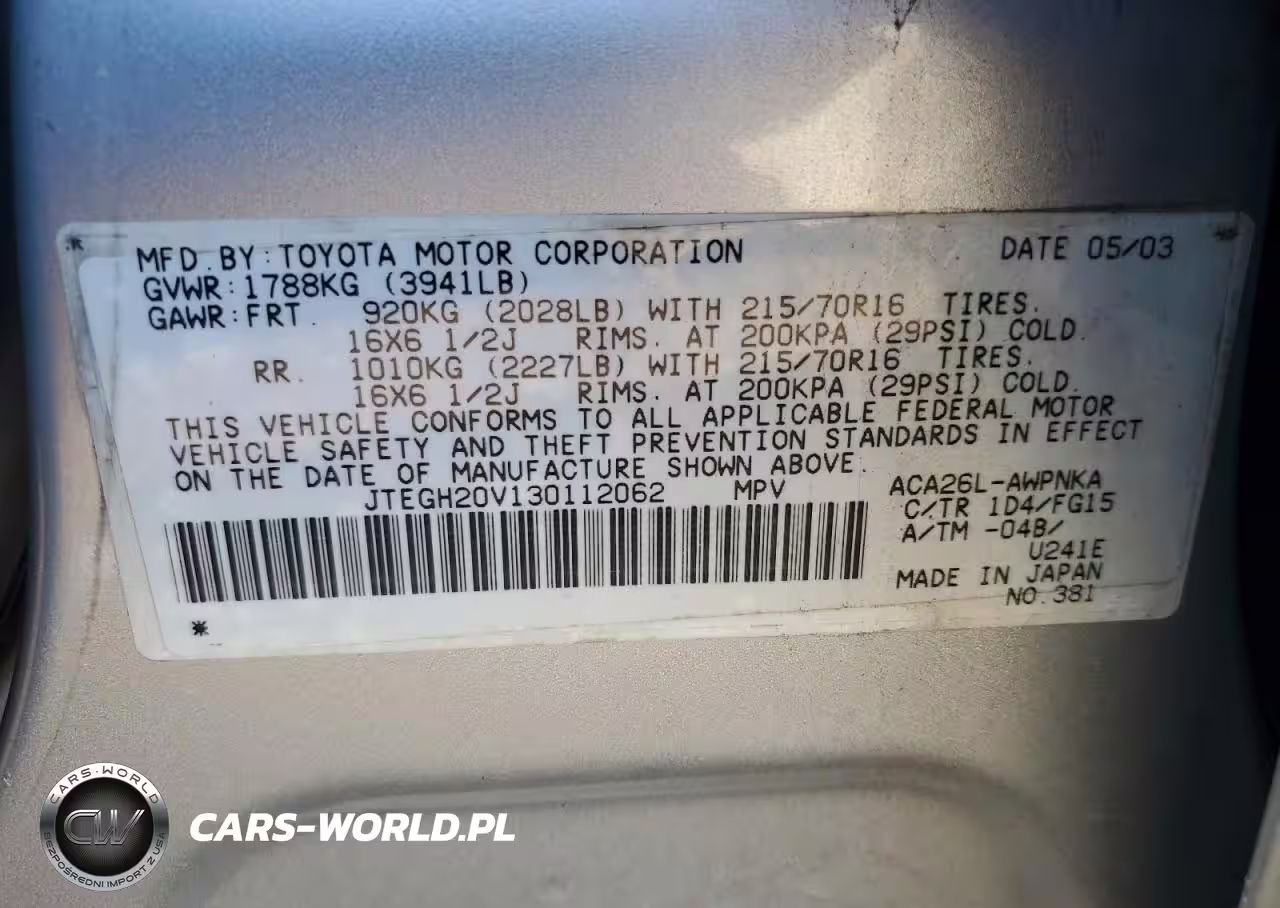 MFD. BY: TOYOTA MOTOR CORPORATION DATE 05/03
GVWR: 1788KG (3941LB)
GAWR: FRT. 920KG (2028LB) WITH 215/70R16 TIRES.
16X6 1/2J RIMS. AT 200KPA (29PSI) COLD.
RR. 1010KG (2227LB) WITH 215/70R16 TIRES.
16X6 1/2J RIMS. AT 200KPA (29PSI) COLD.
THIS VEHICLE CONFORMS TO ALL APPLICABLE FEDERAL MOTOR
VEHICLE SAFETY AND THEFT PREVENTION STANDARDS IN EFFECT
ON THE DATE OF MANUFACTURE SHOWN ABOVE.
JTEGH20V130112062 MPV
ACA26L-AWPNKA
C/TR 1D4/FG15
A/TM -04B/
U241E
MADE IN JAPAN
NO.381
CARS-WORLD
CW
BEZPOŚREDNI IMPORT Z USA
CARS-WORLD.PL